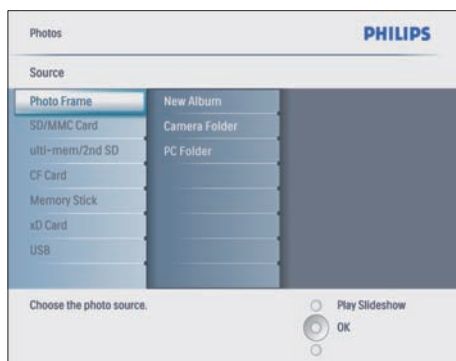 Photos
PHILIPS
Source
Photo Frame
New Album
SD/MMC Card
Camera Folder
ulti-mem/2nd SD
PC Folder
CF Card
Memory Stick
xD Card
USB
Choose the photo source.
Play Slideshow
OK